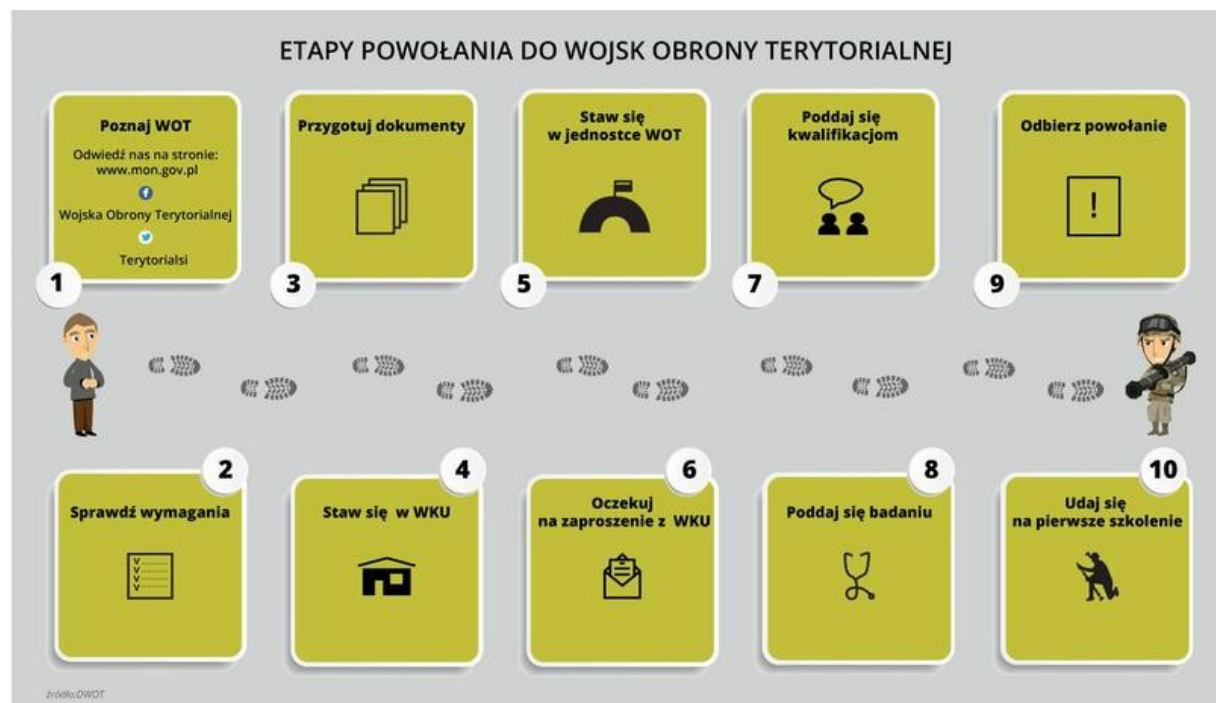 ETAPY POWOŁANIA DO WOJSK OBRONY TERYTORIALNEJ
Poznaj WOT
Odwiedź nas na stronie:
www.mon.gov.pl
Wojska Obrony Terytorialnej
Terytorialsi
1
Sprawdź wymagania
2
Przygotuj dokumenty
3
Staw się w WKU
4
Staw się
w jednostce WOT
5
Oczekuj
na zaproszenie z WKU
6
Poddaj się
kwalifikacjom
7
Poddaj się badaniu
8
Odbierz powołanie
!
9
Udaj się
na pierwsze szkolenie
10
źródło:DWOT